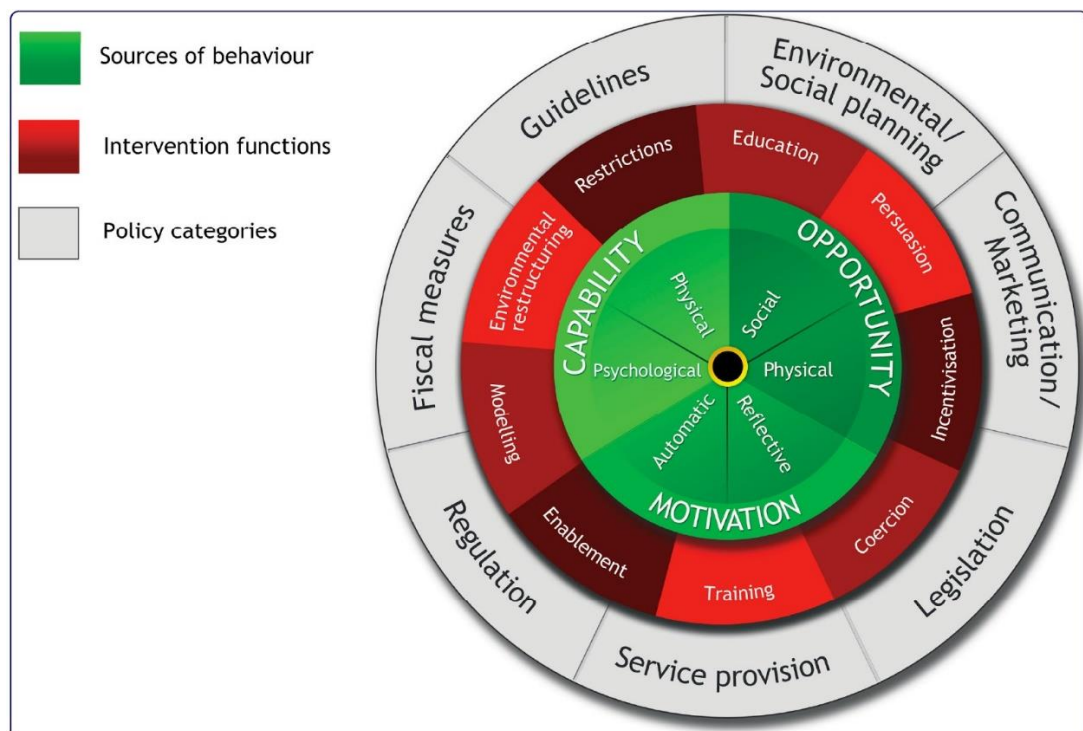 Sources of behaviour
Intervention functions
Policy categories
Guidelines
Environmental/
Social planning
Communication/
Marketing
Legislation
Service provision
Regulation
Fiscal measures
Restrictions
Education
Persuasion
Incentivisation
Coercion
Training
Enablement
Modelling
Environmental
restructuring
CAPABILITY
OPPORTUNITY
MOTIVATION
Physical
Social
Physical
Reflective
Automatic
Psychological